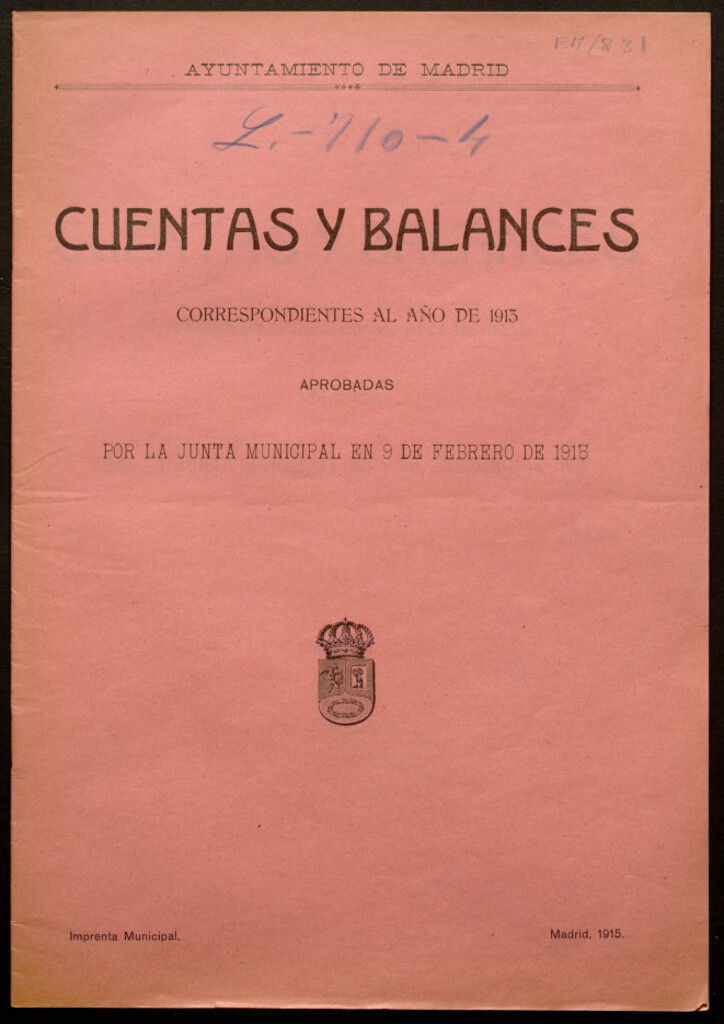 FM/831
AYUNTAMIENTO DE MADRID
L.-710-4
CUENTAS Y BALANCES
CORRESPONDIENTES AL AÑO DE 1913
APROBADAS
POR LA JUNTA MUNICIPAL EN 9 DE FEBRERO DE 1915
Imprenta Municipal.
Madrid, 1915.